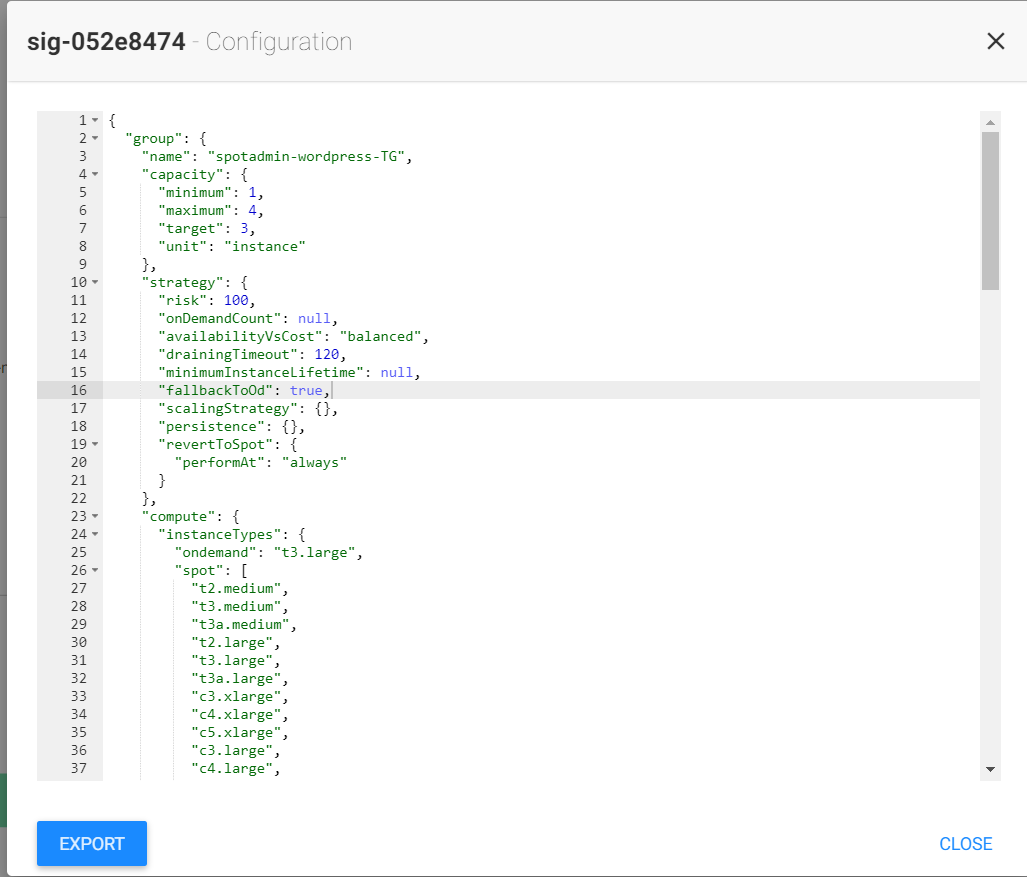 sig-052e8474 - Configuration
1 {
2 "group": {
3 "name": "spotadmin-wordpress-TG",
4 "capacity": {
5 "minimum": 1,
6 "maximum": 4,
7 "target": 3,
8 "unit": "instance"
9 },
10 "strategy": {
11 "risk": 100,
12 "onDemandCount": null,
13 "availabilityVsCost": "balanced",
14 "drainingTimeout": 120,
15 "minimumInstanceLifetime": null,
16 "fallbackToOd": true,
17 "scalingStrategy": {},
18 "persistence": {},
19 "revertToSpot": {
20 "performAt": "always"
21 }
22 },
23 "compute": {
24 "instanceTypes": {
25 "ondemand": "t3.large",
26 "spot": [
27 "t2.medium",
28 "t3.medium",
29 "t3a.medium",
30 "t2.large",
31 "t3.large",
32 "t3a.large",
33 "c3.xlarge",
34 "c4.xlarge",
35 "c5.xlarge",
36 "c3.large",
37 "c4.large",
EXPORT
CLOSE